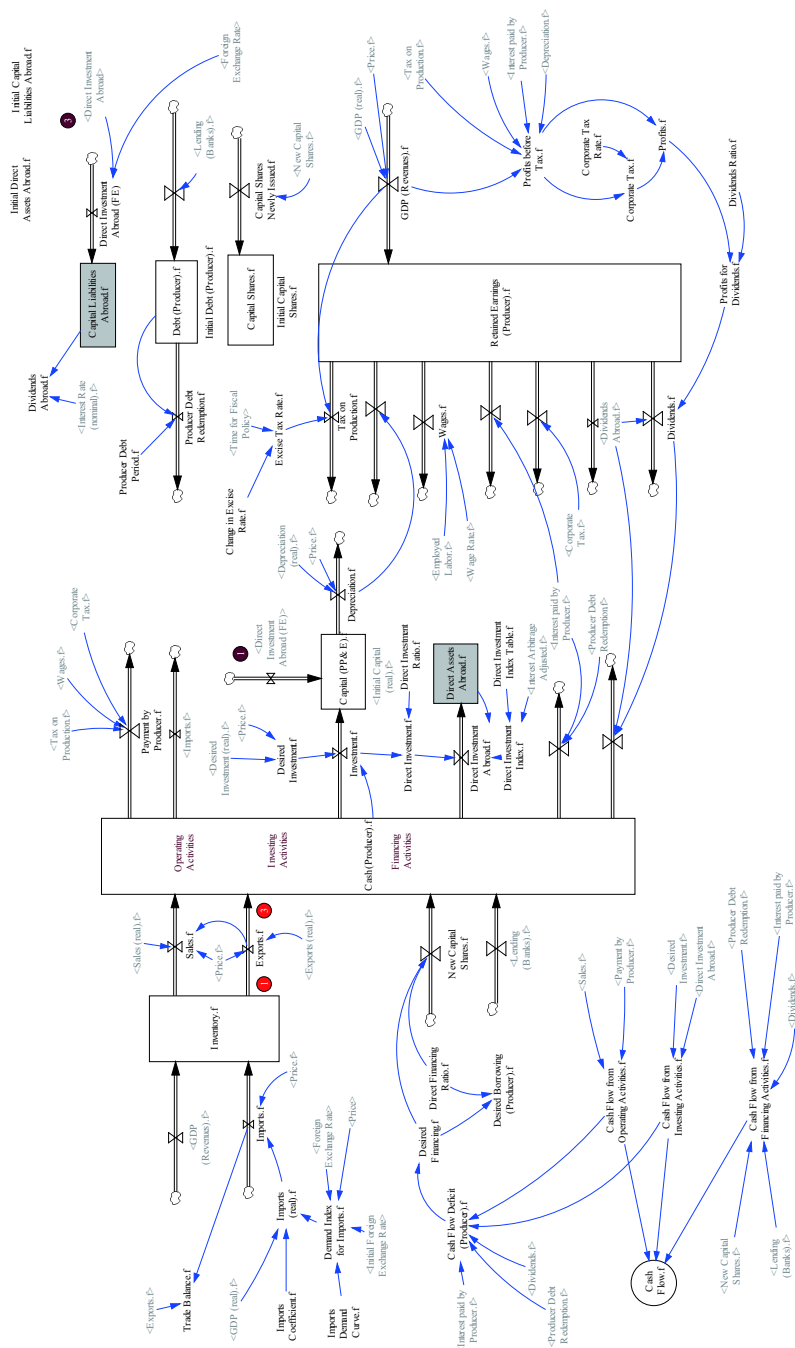 <Exports.f>
Trade Balance.f
<GDP (real).f>
Imports
Coefficient.f
Imports
Demand
Curve.f
Demand Index
for Imports.f
<Initial Foreign
Exchange Rate>
<Foreign
Exchange Rate>
<Price>
Imports
(real).f
Imports.f
<Price.f>
<GDP
(Revenues).f>
Inventory.f
<Sales (real).f>
Sales.f
<Price.f>
Exports.f
<Exports (real).f>
1
3
Operating
Activities
Investing
Activities
Cash (Producer).f
Financing
Activities
<Tax on
Production.f>
<Wages.f>
<Corporate
Tax.f>
Payment by
Producer.f
<Imports.f>
<Desired
Investment (real).f>
<Price.f>
Desired
Investment.f
Investment.f
1
<Direct
Investment
Abroad (FE)>
Capital (PP& E).f
<Initial Capital
(real).f>
<Depreciation
(real).f>
<Price.f>
Depreciation.f
Direct Investment
Ratio.f
Direct Investment.f
Direct Assets
Abroad.f
Direct Investment
Abroad.f
Direct Investment
Index Table.f
Direct Investment
Index.f
<Interest Arbitrage
Adjusted.f>
<Interest paid by
Producer.f>
<Producer Debt
Redemption.f>
Desired
Financing.f
Direct Financing
Ratio.f
New Capital
Shares.f
Desired Borrowing
(Producer).f
<Lending
(Banks).f>
Cash Flow Deficit
(Producer).f
Interest paid by
Producer.f>
<Dividends.f>
<Producer Debt
Redemption.f>
<Sales.f>
<Payment by
Producer.f>
Cash Flow from
Operating Activities.f
<Desired
Investment.f>
<Direct Investment
Abroad.f>
Cash Flow from
Investing Activities.f
Cash
Flow.f
<Producer Debt
Redemption.f>
<Interest paid by
Producer.f>
Cash Flow from
Financing Activities.f
<New Capital
Shares.f>
<Lending
(Banks).f>
<Dividends.f>
Initial Direct
Assets Abroad.f
Initial Capital
Liabilities Abroad.f
Dividends
Abroad.f
<Interest Rate
(nominal).f>
Capital Liabilities
Abroad.f
3
<Direct Investment
Abroad>
Direct Investment
Abroad (FE)
<Foreign
Exchange Rate>
Producer Debt
Period.f
Producer Debt
Redemption.f
Debt (Producer).f
Initial Debt (Producer).f
<Lending
(Banks).f>
Capital Shares.f
Initial Capital
Shares.f
Capital Shares
Newly Issued.f
<New Capital
Shares.f>
<Time for Fiscal
Policy>
Change in Excise
Rate.f
Excise Tax Rate.f
Tax on
Production.f
<Employed
Labor.f>
<Wage Rate.f>
Wages.f
<Corporate
Tax.f>
<Dividends
Abroad.f>
Dividends.f
Retained Earnings
(Producer).f
<GDP (real).f>
<Price.f>
GDP (Revenues).f
<Tax on
Production.f>
<Wages.f>
<Interest paid by
Producer.f>
<Depreciation.f>
Profits before
Tax.f
Corporate Tax
Rate.f
Corporate Tax.f
Profits.f
Dividends Ratio.f
Profits for
Dividends.f